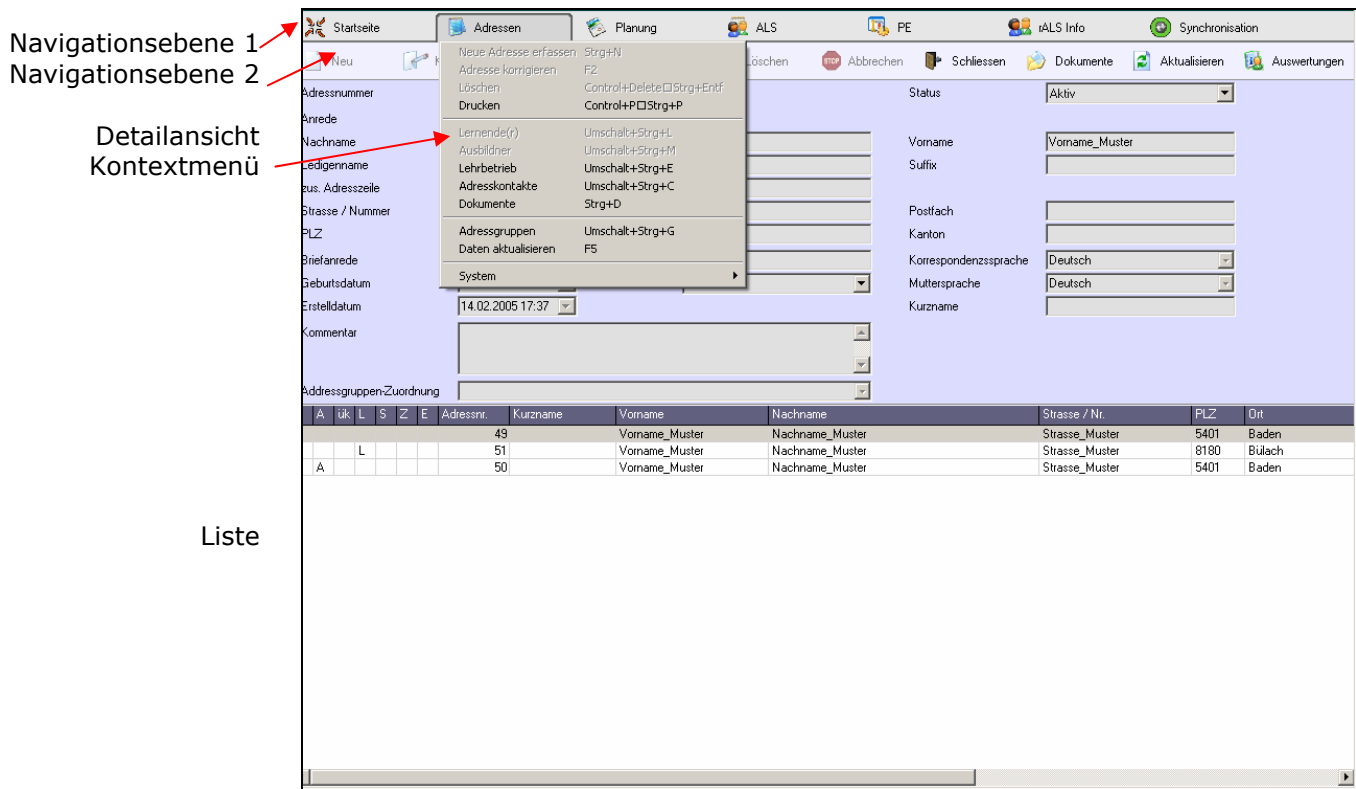 Navigationsebene 1
Navigationsebene 2
Detailansicht
Kontextmenü
Liste
Startseite Adressen Planung ALS PE rALS Info Synchronisation
Neu Löschen Abbrechen Schliessen Dokumente Aktualisieren Auswertungen
Neue Adresse erfassen Strg+N
Adresse korrigieren F2
Löschen Control+Delete□Strg+Entf
Drucken Control+P□Strg+P
Lernende(r) Umschalt+Strg+L
Ausbildner Umschalt+Strg+M
Lehrbetrieb Umschalt+Strg+E
Adresskontakte Umschalt+Strg+C
Dokumente Strg+D
Adressgruppen Umschalt+Strg+G
Daten aktualisieren F5
System
Adressnummer Status Aktiv
Anrede
Nachname Vorname Vorname_Muster
Ledigenname Suffix
zus. Adresszeile
Strasse / Nummer Postfach
PLZ Kanton
Briefanrede Korrespondenzssprache Deutsch
Geburtsdatum Muttersprache Deutsch
Erstelldatum 14.02.2005 17:37 Kurzname
Kommentar
Addressgruppen-Zuordnung
A ük L S Z E Adressnr. Kurzname Vorname Nachname Strasse / Nr. PLZ Ort
49 Vorname_Muster Nachname_Muster Strasse_Muster 5401 Baden
L 51 Vorname_Muster Nachname_Muster Strasse_Muster 8180 Bülach
A 50 Vorname_Muster Nachname_Muster Strasse_Muster 5401 Baden